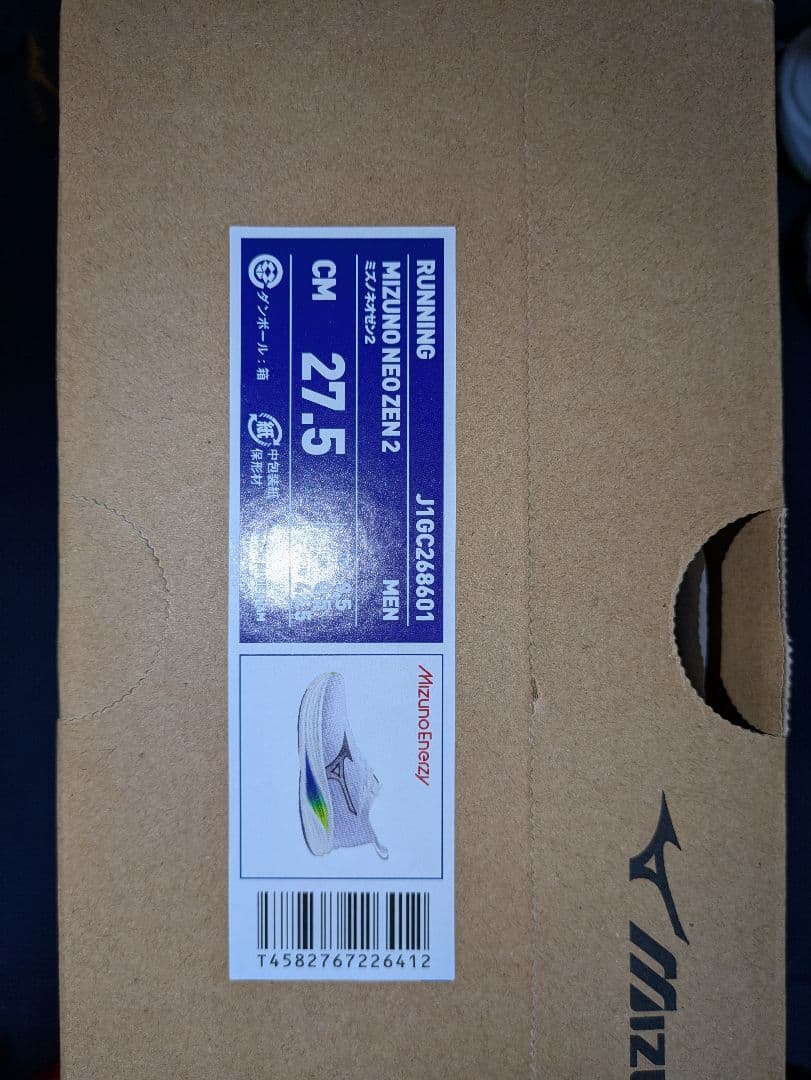 RUNNING J1GC268601
MIZUNO NEO ZEN 2 MEN
ミズノネオゼン2
CM 27.5
ダンボール：箱
紙 中包装紙
保形材
MizunoEnerzy
T4582767226412